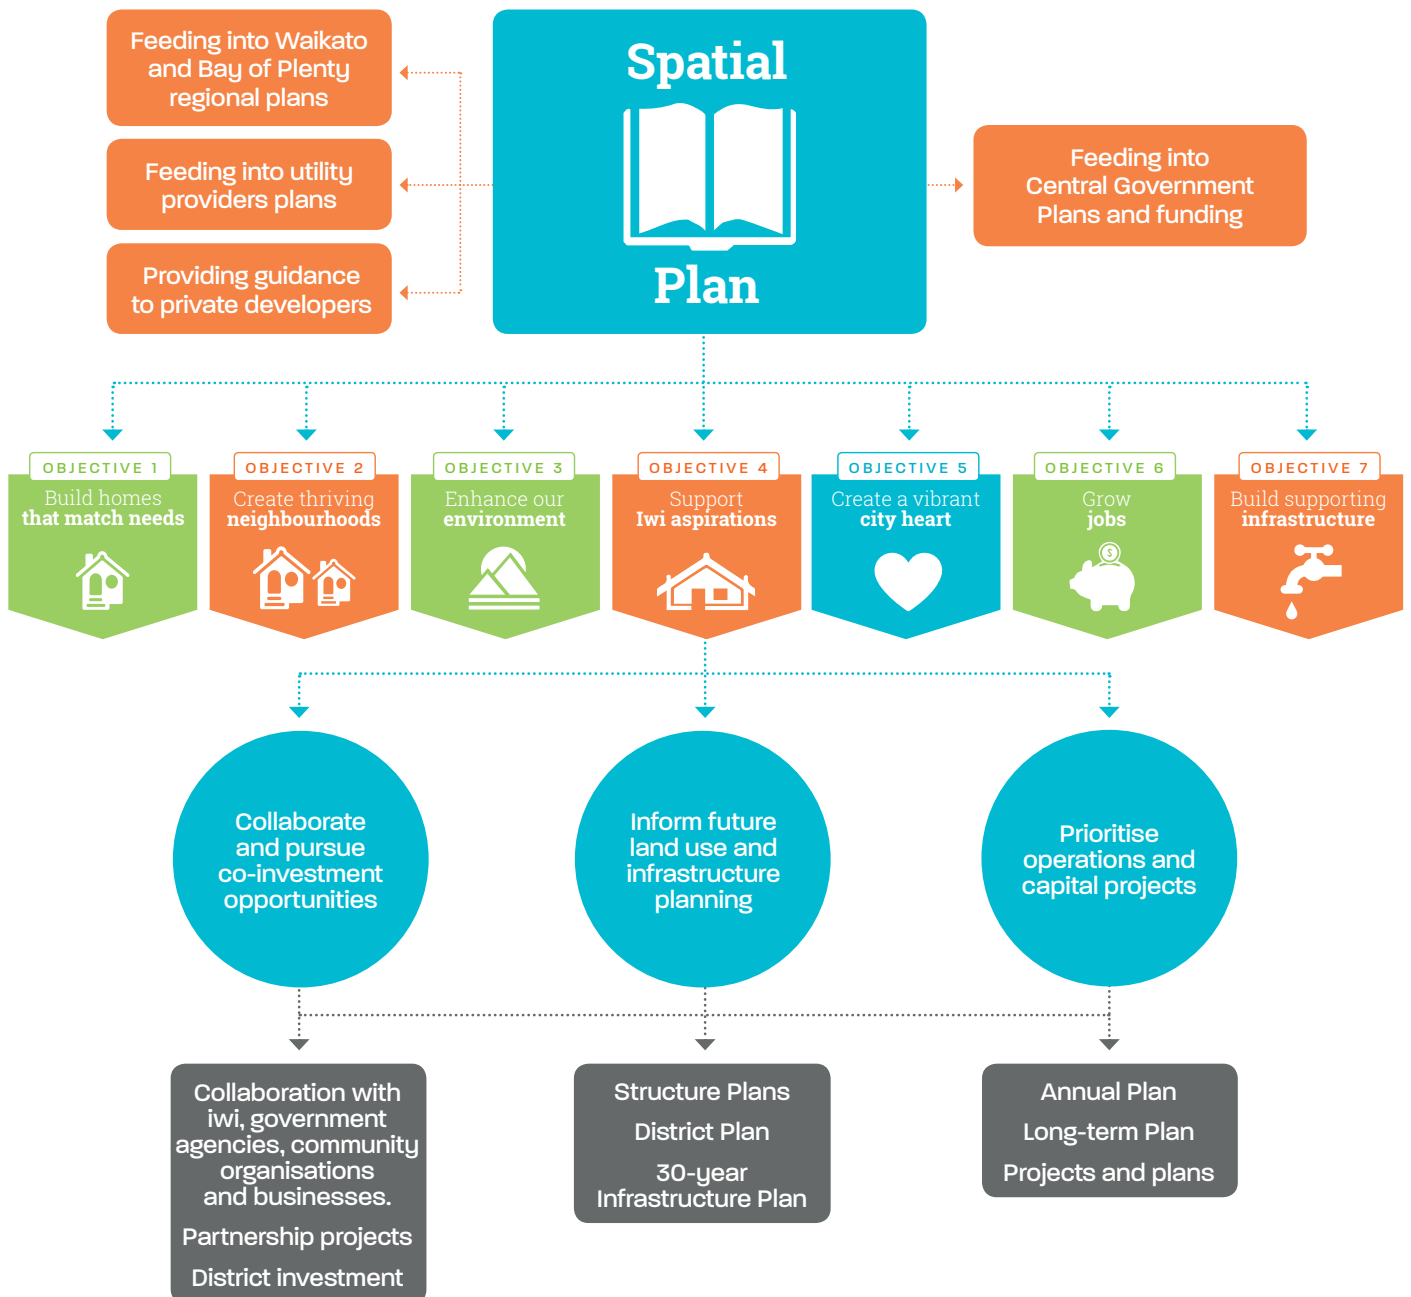 Feeding into Waikato
and Bay of Plenty
regional plans
Feeding into utility
providers plans
Providing guidance
to private developers
Spatial
Plan
Feeding into
Central Government
Plans and funding
OBJECTIVE 1
Build homes
that match needs
OBJECTIVE 2
Create thriving
neighbourhoods
OBJECTIVE 3
Enhance our
environment
OBJECTIVE 4
Support
Iwi aspirations
OBJECTIVE 5
Create a vibrant
city heart
OBJECTIVE 6
Grow
jobs
$
OBJECTIVE 7
Build supporting
infrastructure
Collaborate
and pursue
co-investment
opportunities
Inform future
land use and
infrastructure
planning
Prioritise
operations and
capital projects
Collaboration with
iwi, government
agencies, community
organisations
and businesses.
Partnership projects
District investment
Structure Plans
District Plan
30-year
Infrastructure Plan
Annual Plan
Long-term Plan
Projects and plans